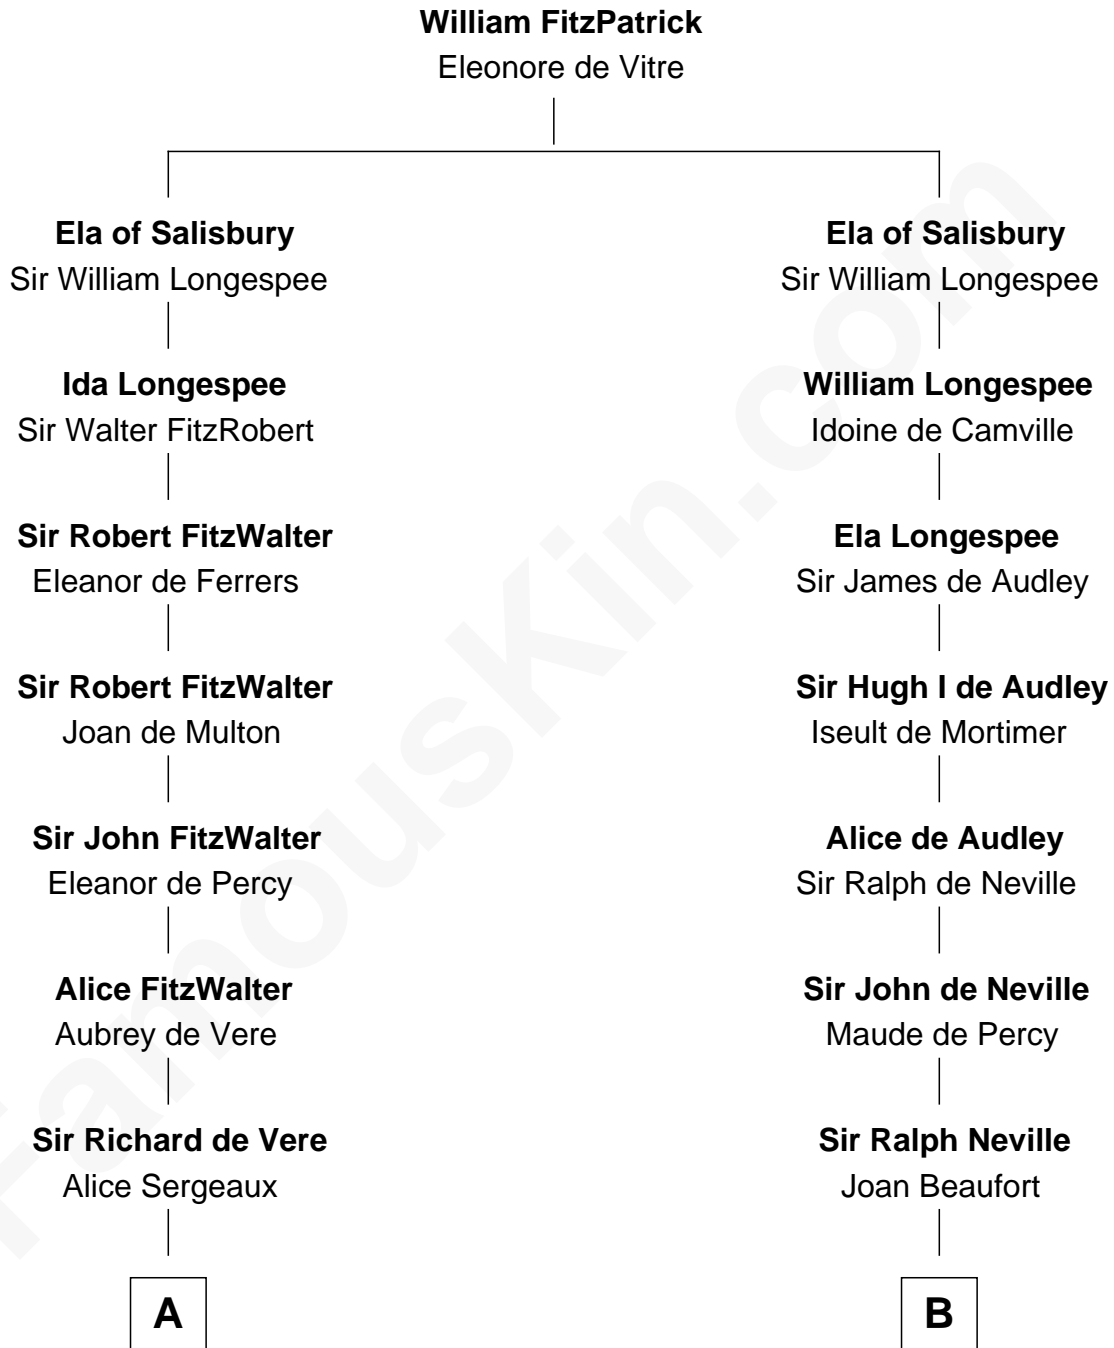 William FitzPatrick
Eleonore de Vitre
Ela of Salisbury
Sir William Longespee
Ela of Salisbury
Sir William Longespee
Ida Longespee
Sir Walter FitzRobert
William Longespee
Idoine de Camville
Sir Robert FitzWalter
Eleanor de Ferrers
Ela Longespee
Sir James de Audley
Sir Robert FitzWalter
Joan de Multon
Sir Hugh I de Audley
Iseult de Mortimer
Sir John FitzWalter
Eleanor de Percy
Alice de Audley
Sir Ralph de Neville
Alice FitzWalter
Aubrey de Vere
Sir John de Neville
Maude de Percy
Sir Richard de Vere
Alice Sergeaux
Sir Ralph Neville
Joan Beaufort
A
B
FamousKin.com